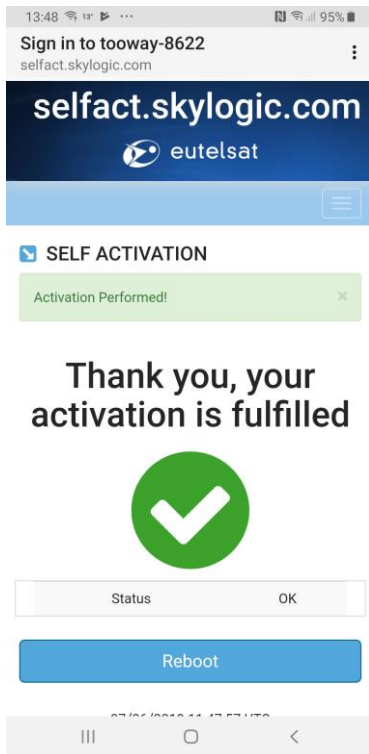 13:48 13° ··· 95%
Sign in to tooway-8622
selfact.skylogic.com
selfact.skylogic.com
eutelsat
SELF ACTIVATION
Activation Performed! ×
Thank you, your
activation is fulfilled
Status OK
Reboot